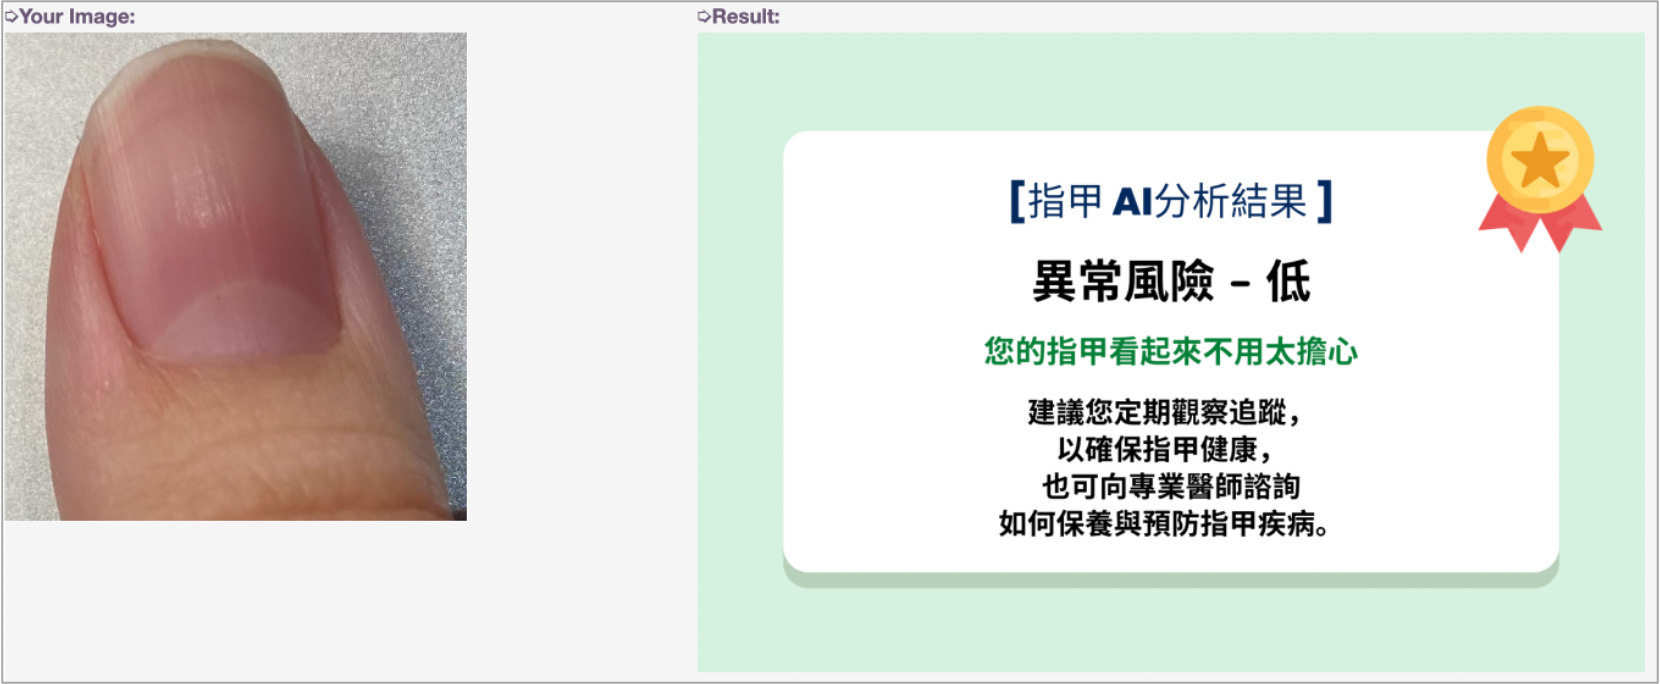 ➩Your Image:
➩Result:
[指甲 AI分析結果 ]
異常風險 – 低
您的指甲看起來不用太擔心
建議您定期觀察追蹤，
以確保指甲健康，
也可向專業醫師諮詢
如何保養與預防指甲疾病。